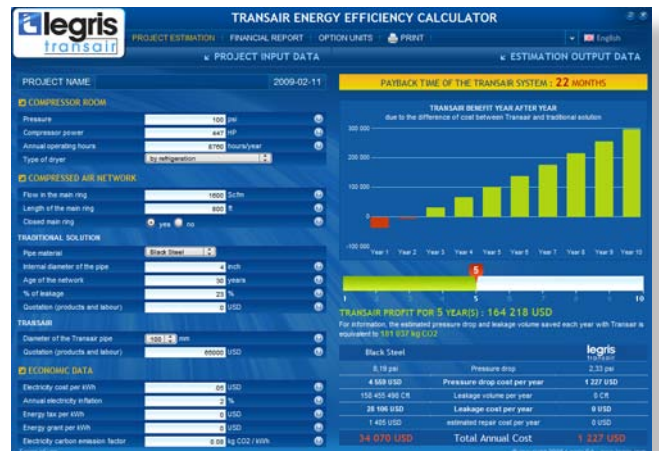 legris
transair
TRANSAIR ENERGY EFFICIENCY CALCULATOR
PROJECT ESTIMATION FINANCIAL REPORT OPTION UNITS PRINT English
PROJECT INPUT DATA
ESTIMATION OUTPUT DATA
PROJECT NAME 2009-02-11
COMPRESSOR ROOM
Pressure 100 psi
Compressor power 447 HP
Annual operating hours 8760 hours/year
Type of dryer by refrigeration
COMPRESSED AIR NETWORK
Flow in the main ring 1600 Scfm
Length of the main ring 800 ft
Closed main ring yes no
TRADITIONAL SOLUTION
Pipe material Black Steel
Internal diameter of the pipe 4 inch
Age of the network 30 years
% of leakage 23 %
Quotation (products and labour) 0 USD
TRANSAIR
Diameter of the Transair pipe 100 mm
Quotation (products and labour) 65000 USD
ECONOMIC DATA
Electricity cost per kWh USD
Annual electricity inflation 2 %
Energy tax per kWh 0 USD
Energy grant per kWh 0 USD
Electricity carbon emission factor 0.08 kg CO2 / kWh
PAYBACK TIME OF THE TRANSAIR SYSTEM : 22 MONTHS
TRANSAIR BENEFIT YEAR AFTER YEAR
due to the difference of cost between Transair and traditional solution
300 000
200 000
100 000
0
-100 000
Year 1 Year 2 Year 3 Year 4 Year 5 Year 6 Year 7 Year 8 Year 9 Year 10
5
1 5 10
TRANSAIR PROFIT FOR 5 YEAR(S) : 164 218 USD
For information, the estimated pressure drop and leakage volume saved each year with Transair is
equivalent to 181 037 kg CO2
Black Steel legris
transair
8,19 psi Pressure drop 2,33 psi
4 559 USD Pressure drop cost per year 1 227 USD
158 455 498 Cft Leakage volume per year 0 Cft
28 106 USD Leakage cost per year 0 USD
1 405 USD estimated repair cost per year 0 USD
34 070 USD Total Annual Cost 1 227 USD